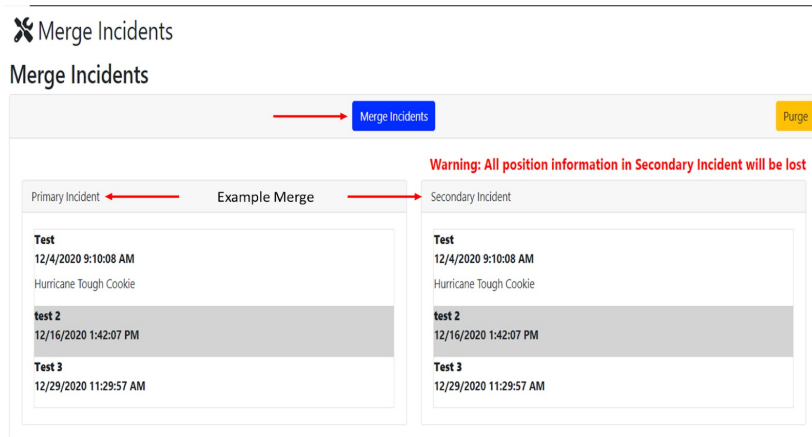 Merge Incidents
Merge Incidents
Merge Incidents
Purge
Warning: All position information in Secondary Incident will be lost
Primary Incident
Example Merge
Secondary Incident
Test
12/4/2020 9:10:08 AM
Hurricane Tough Cookie
test 2
12/16/2020 1:42:07 PM
Test 3
12/29/2020 11:29:57 AM
Test
12/4/2020 9:10:08 AM
Hurricane Tough Cookie
test 2
12/16/2020 1:42:07 PM
Test 3
12/29/2020 11:29:57 AM